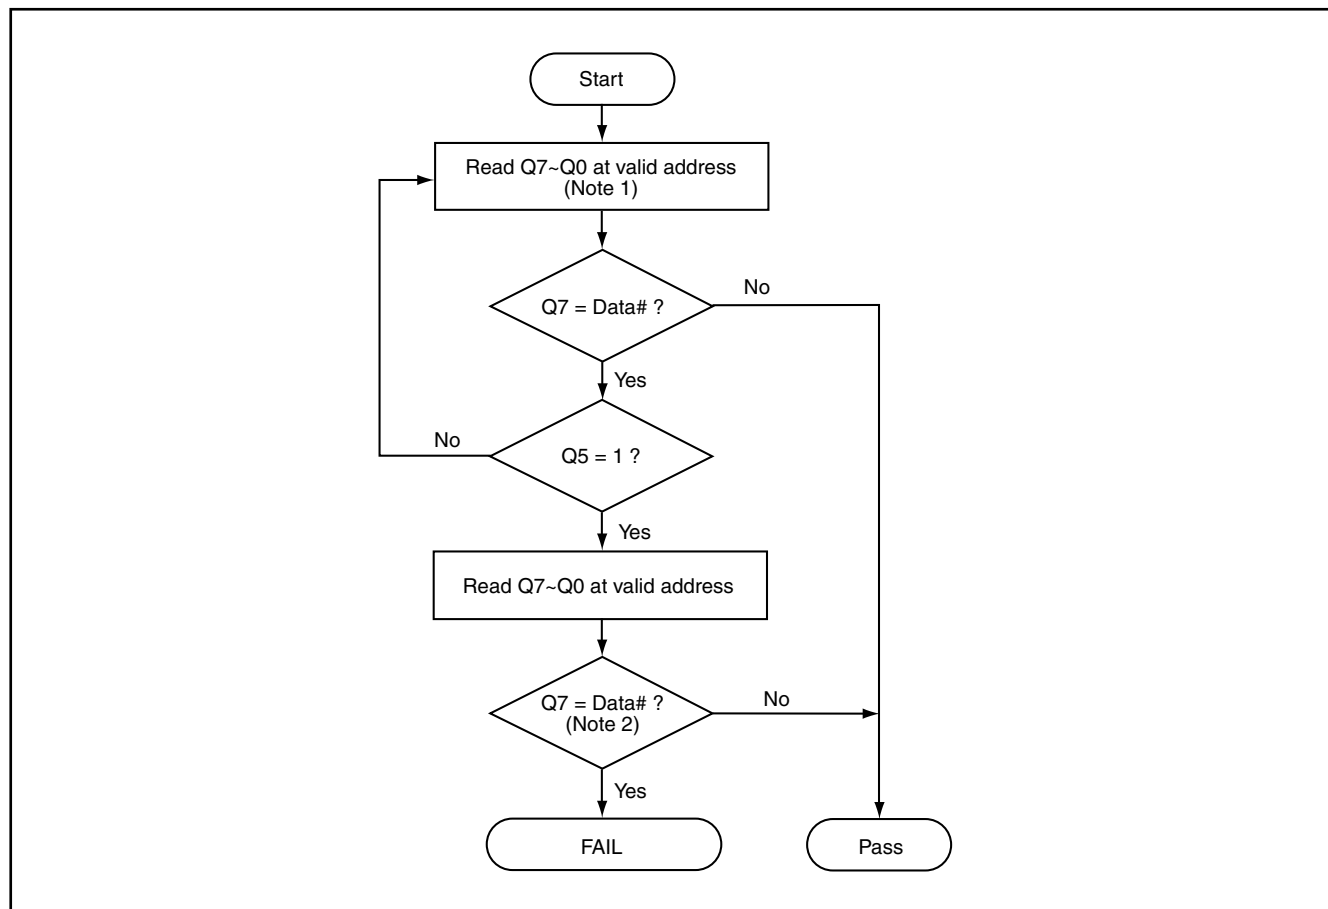 Start
Read Q7~Q0 at valid address
(Note 1)
No
Q7 = Data# ?
Yes
No
Q5 = 1 ?
Yes
Read Q7~Q0 at valid address
Q7 = Data# ?
(Note 2)
No
Yes
FAIL
Pass